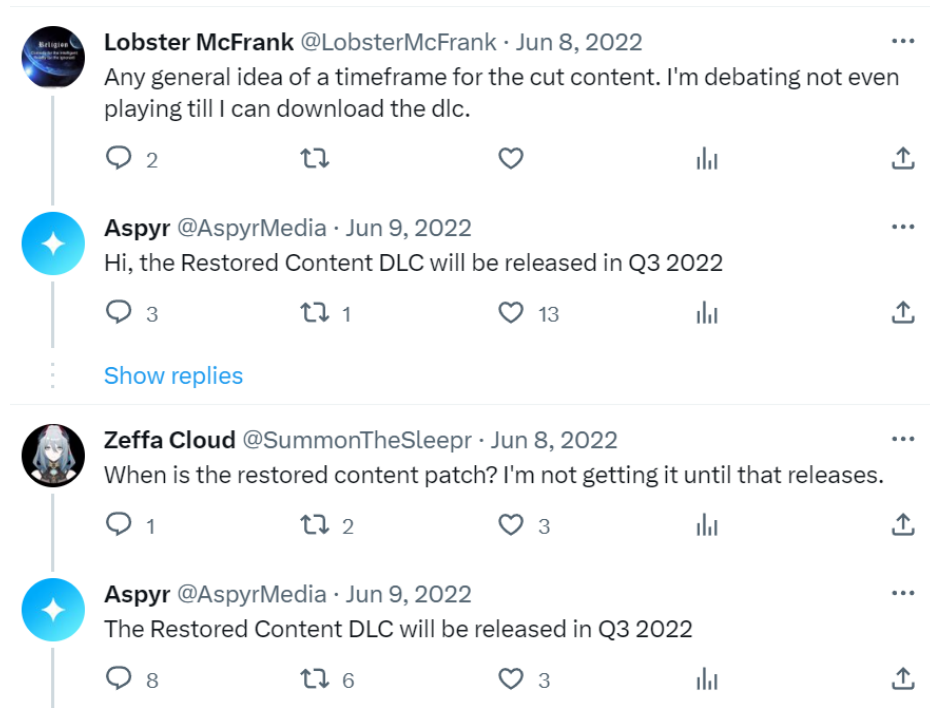 Lobster McFrank @LobsterMcFrank · Jun 8, 2022
Any general idea of a timeframe for the cut content. I'm debating not even
playing till I can download the dlc.
2
Aspyr @AspyrMedia · Jun 9, 2022
Hi, the Restored Content DLC will be released in Q3 2022
3 1 13
Show replies
Zeffa Cloud @SummonTheSleepr · Jun 8, 2022
When is the restored content patch? I'm not getting it until that releases.
1 2 3
Aspyr @AspyrMedia · Jun 9, 2022
The Restored Content DLC will be released in Q3 2022
8 6 3